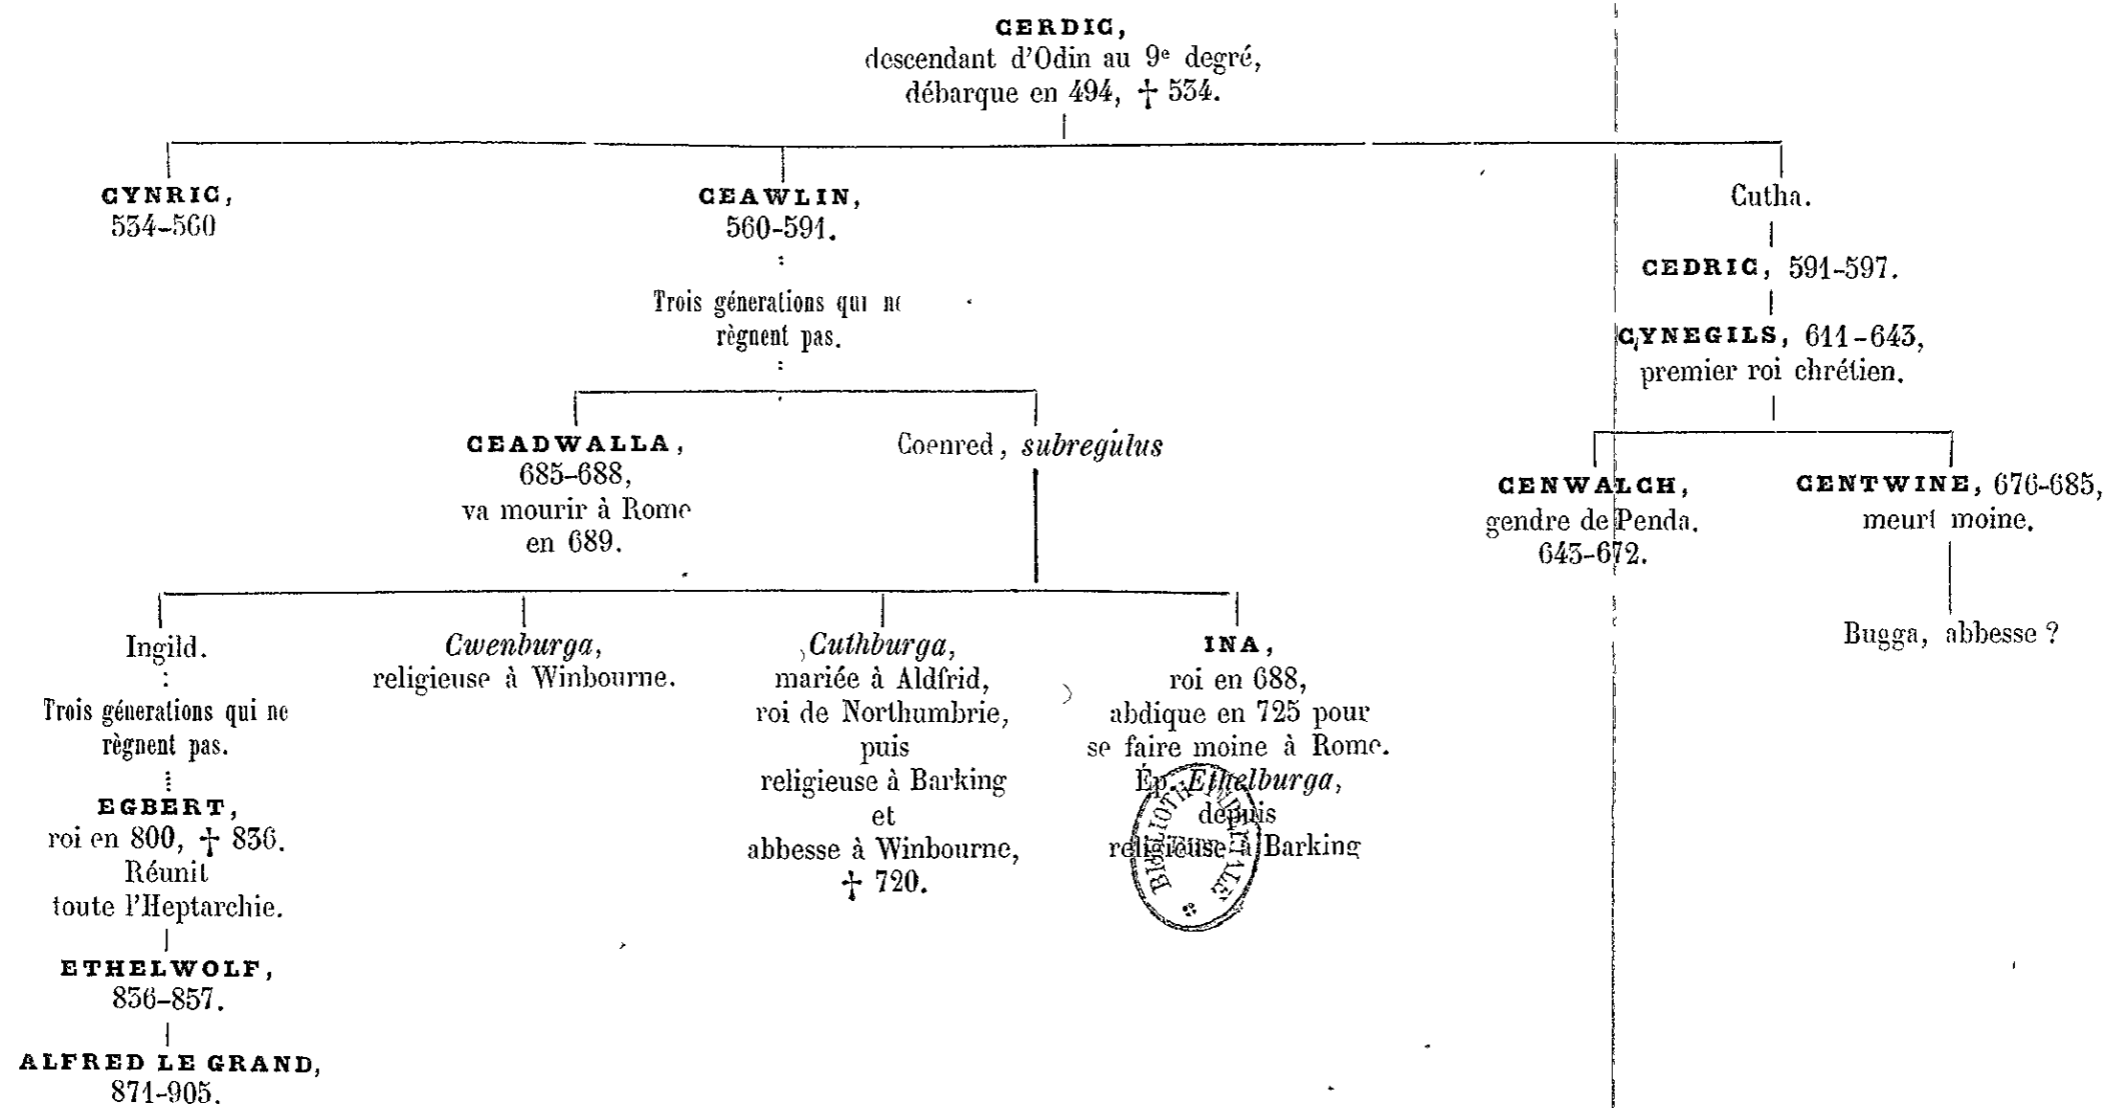 CERDIC,
descendant d'Odin au 9e degré,
débarque en 494, † 534.
CYNRIC,
534-560
CEAWLIN,
560-591.
Trois génerations qui ne
règnent pas.
Cutha.
CEDRIC, 591-597.
CYNEGILS, 611-643,
premier roi chrétien.
CEADWALLA,
685-688,
va mourir à Rome
en 689.
Coenred, subregulus
CENWALCH,
gendre de Penda.
643-672.
CENTWINE, 676-685,
meurt moine.
Bugga, abbesse ?
Ingild.
Trois génerations qui ne
règnent pas.
EGBERT,
roi en 800, † 836.
Réunit
toute l'Heptarchie.
ETHELWOLF,
836-857.
ALFRED LE GRAND,
871-905.
Cwenburga,
religieuse à Winbourne.
Cuthburga,
mariée à Aldfrid,
roi de Northumbrie,
puis
religieuse à Barking
et
abbesse à Winbourne,
† 720.
INA,
roi en 688,
abdique en 725 pour
se faire moine à Rome.
Ép. Ethelburga,
depuis
religieuse à Barking